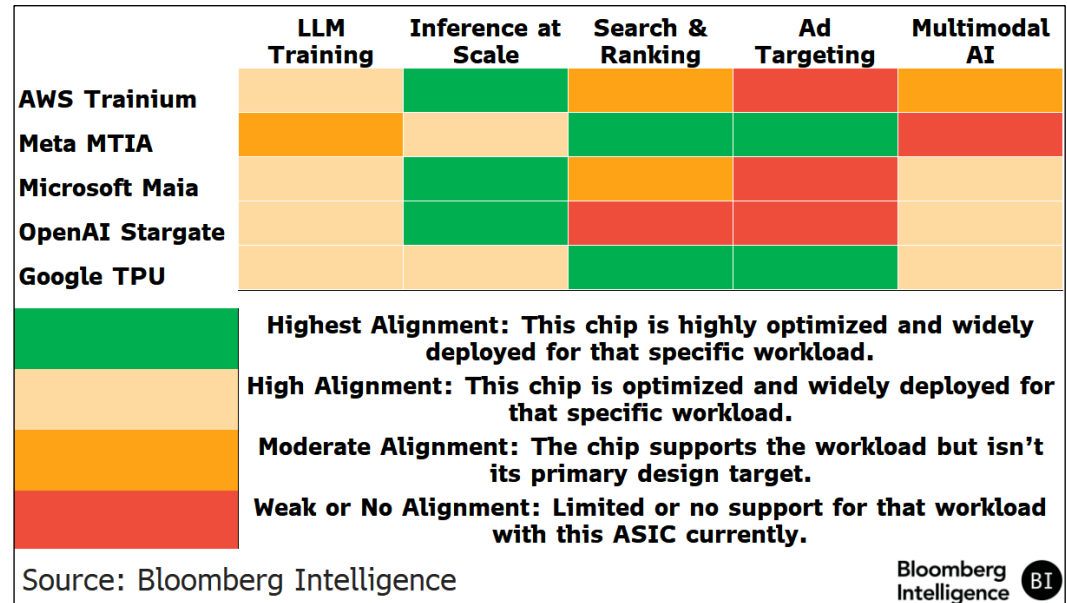 LLM Training
Inference at Scale
Search & Ranking
Ad Targeting
Multimodal AI
AWS Trainium
Meta MTIA
Microsoft Maia
OpenAI Stargate
Google TPU
Highest Alignment: This chip is highly optimized and widely
deployed for that specific workload.
High Alignment: This chip is optimized and widely deployed for
that specific workload.
Moderate Alignment: The chip supports the workload but isn’t
its primary design target.
Weak or No Alignment: Limited or no support for that workload
with this ASIC currently.
Source: Bloomberg Intelligence
Bloomberg
Intelligence
BI